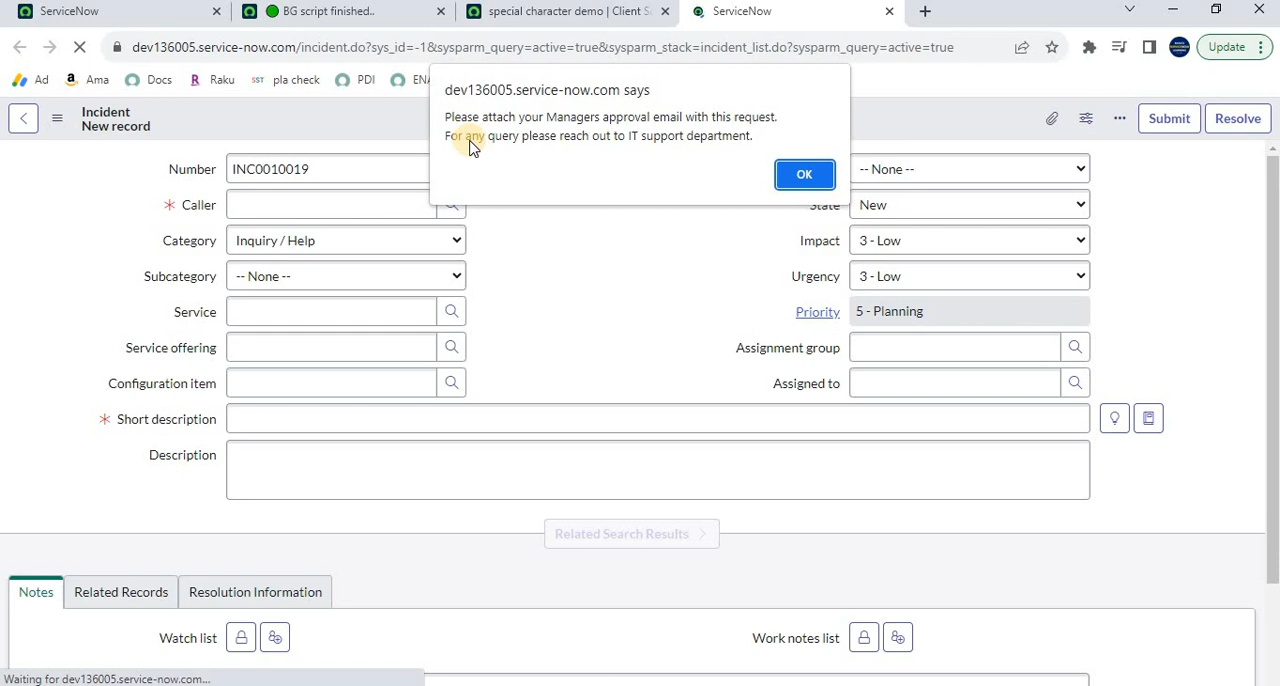 ServiceNow
BG script finished..
special character demo | Client S
ServiceNow
dev136005.service-now.com/incident.do?sys_id=-1&sysparm_query=active=true&sysparm_stack=incident_list.do?sysparm_query=active=true
Update
Ad
Ama
Docs
Raku
SST
pla check
PDI
ENA
dev136005.service-now.com says
Please attach your Managers approval email with this request.
For any query please reach out to IT support department.
OK
Incident
New record
Submit
Resolve
Number
INC0010019
Caller
Category
Inquiry / Help
Subcategory
-- None --
Service
Service offering
Configuration item
Short description
Description
-- None --
State
New
Impact
3 - Low
Urgency
3 - Low
Priority
5 - Planning
Assignment group
Assigned to
Related Search Results
Notes
Related Records
Resolution Information
Watch list
Work notes list
Waiting for dev136005.service-now.com...